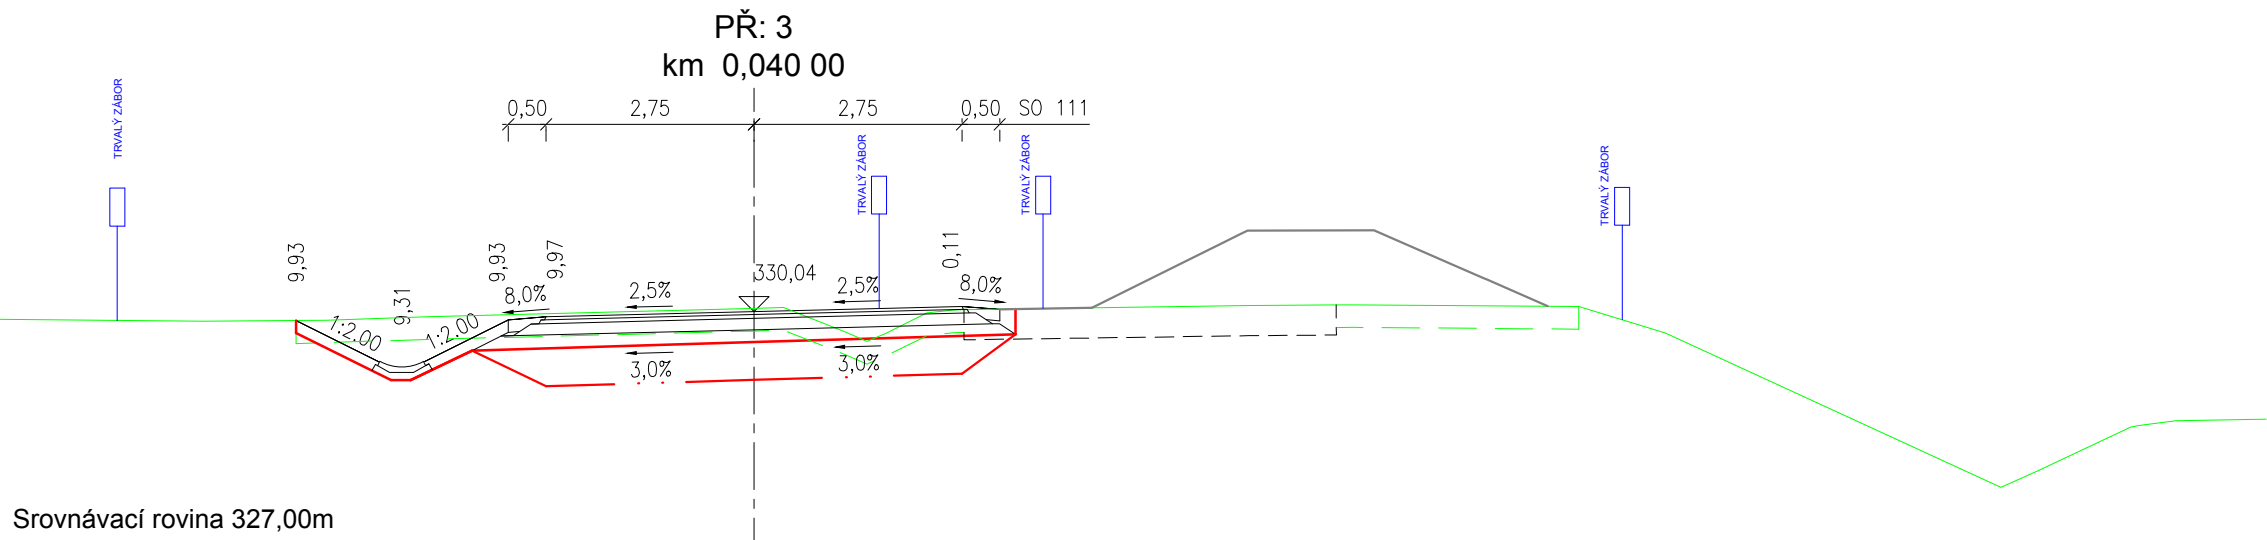 PŘ: 3
km 0,040 00
0,50 2,75 2,75 0,50 SO 111
TRVALÝ ZÁBOR
TRVALÝ ZÁBOR
TRVALÝ ZÁBOR
TRVALÝ ZÁBOR
9,93
9,31
9,93
9,97
330,04
0,11
8,0%
2,5%
2,5%
8,0%
1:2.00
1:2.00
3,0%
3,0%
Srovnávací rovina 327,00m